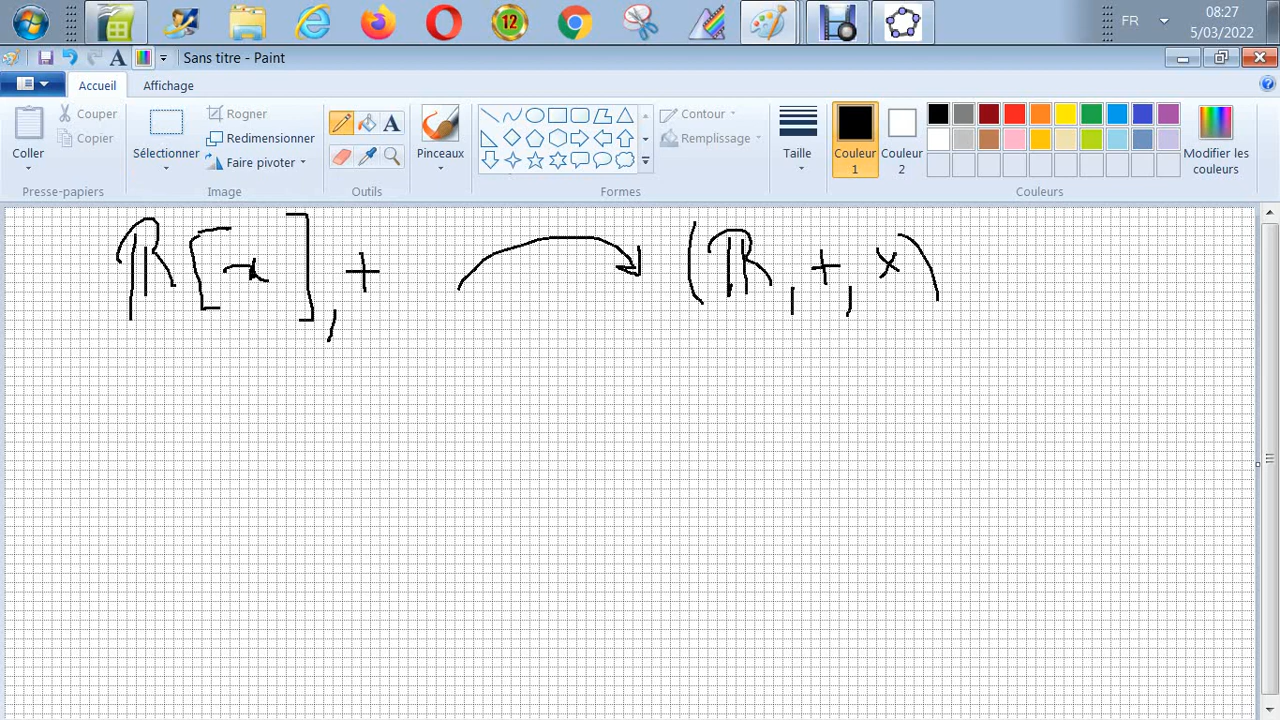 12
FR
08:27
5/03/2022
Sans titre - Paint
Accueil
Affichage
Coller
Couper
Copier
Presse-papiers
Sélectionner
Rogner
Redimensionner
Faire pivoter
Image
A
Outils
Pinceaux
Contour
Remplissage
Formes
Taille
Couleur 1
Couleur 2
Modifier les couleurs
Couleurs
ℝ[x], + (ℝ, +, ×)